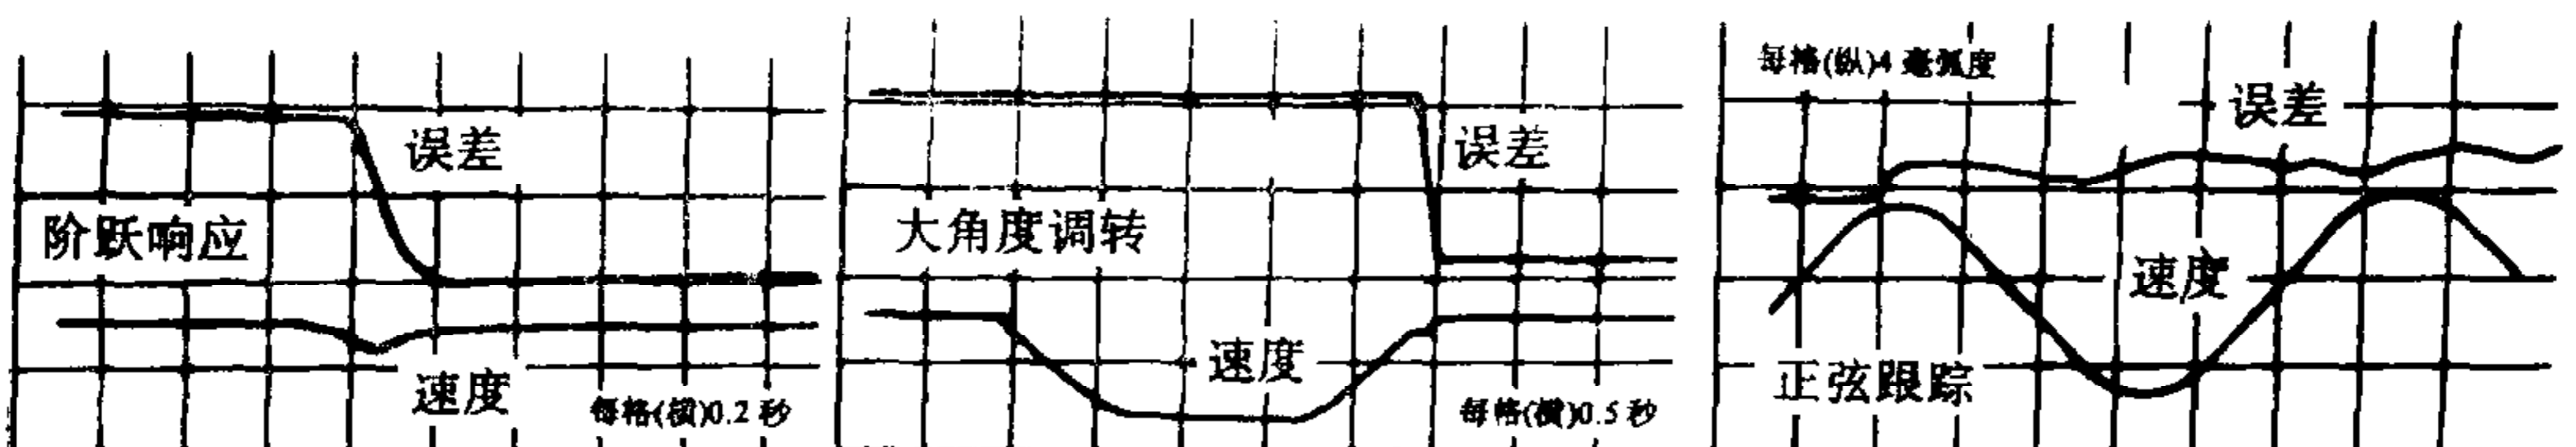 误差
阶跃响应
速度
每格(横)0.2 秒
误差
大角度调转
速度
每格(横)0.5 秒
每格(纵)4 毫弧度
误差
速度
正弦跟踪